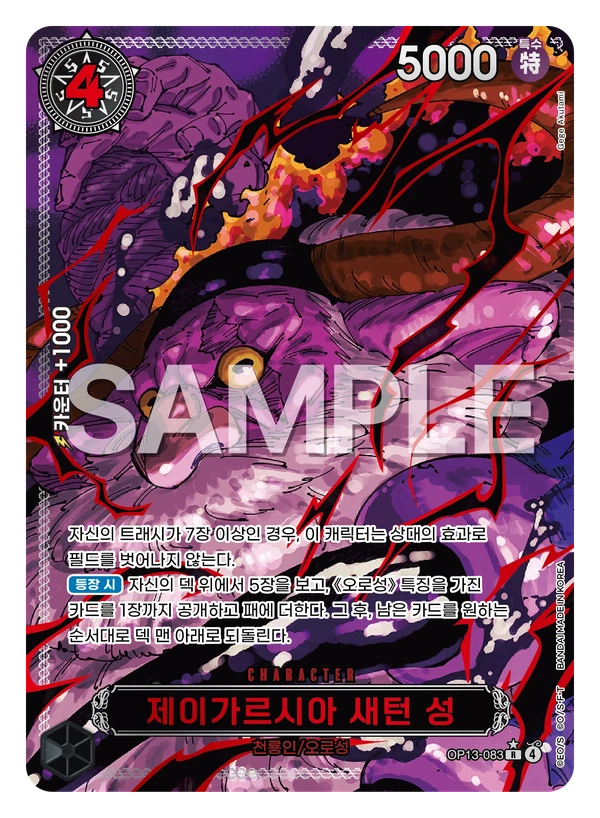 4
5000
특수
特
Gege Akutami
카운터 +1000
SAMPLE
자신의 트래시가 7장 이상인 경우, 이 캐릭터는 상대의 효과로
필드를 벗어나지 않는다.
등장 시 자신의 덱 위에서 5장을 보고, 《오로성》 특징을 가진
카드를 1장까지 공개하고 패에 더한다. 그 후, 남은 카드를 원하는
순서대로 덱 맨 아래로 되돌린다.
CHARACTER
제이가르시아 새턴 성
천룡인/오로성
OP13-083 R 4
©EO/S ©O/S·F·T BANDAI MADE IN KOREA